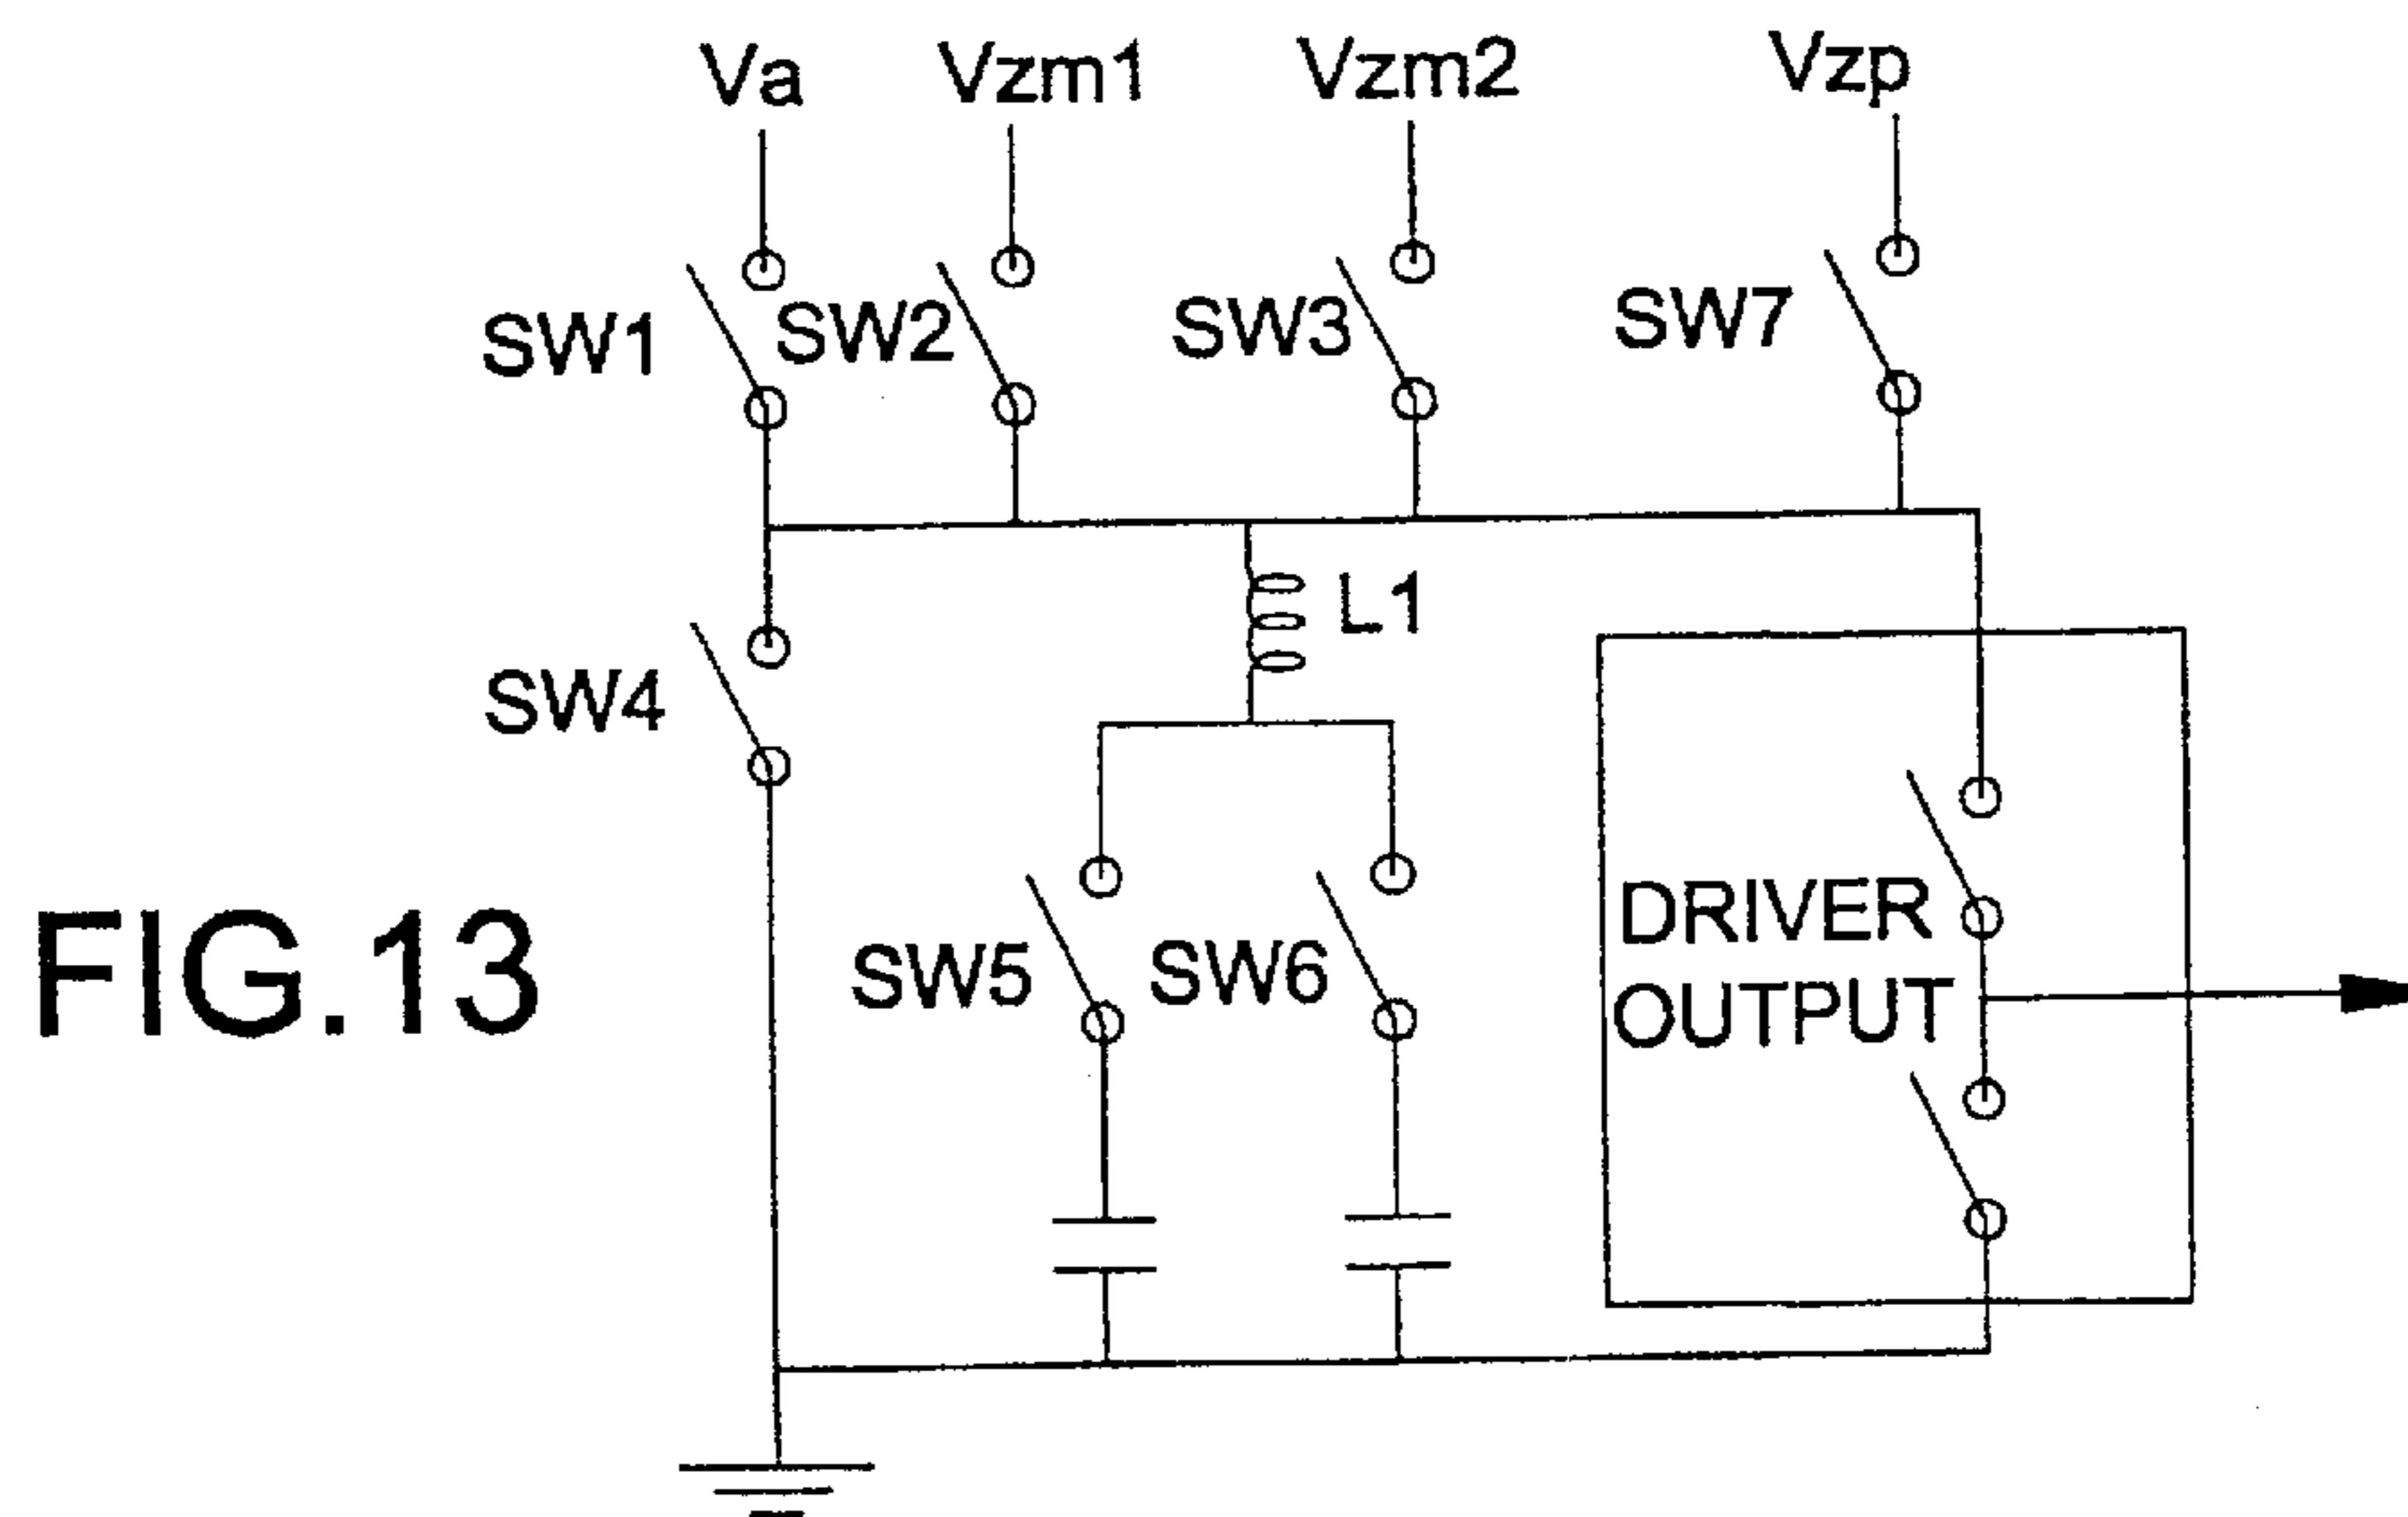 Va Vzm1 Vzm2 Vzp
SW1 SW2 SW3 SW7
L1
SW4
SW5 SW6
DRIVER
OUTPUT
FIG.13